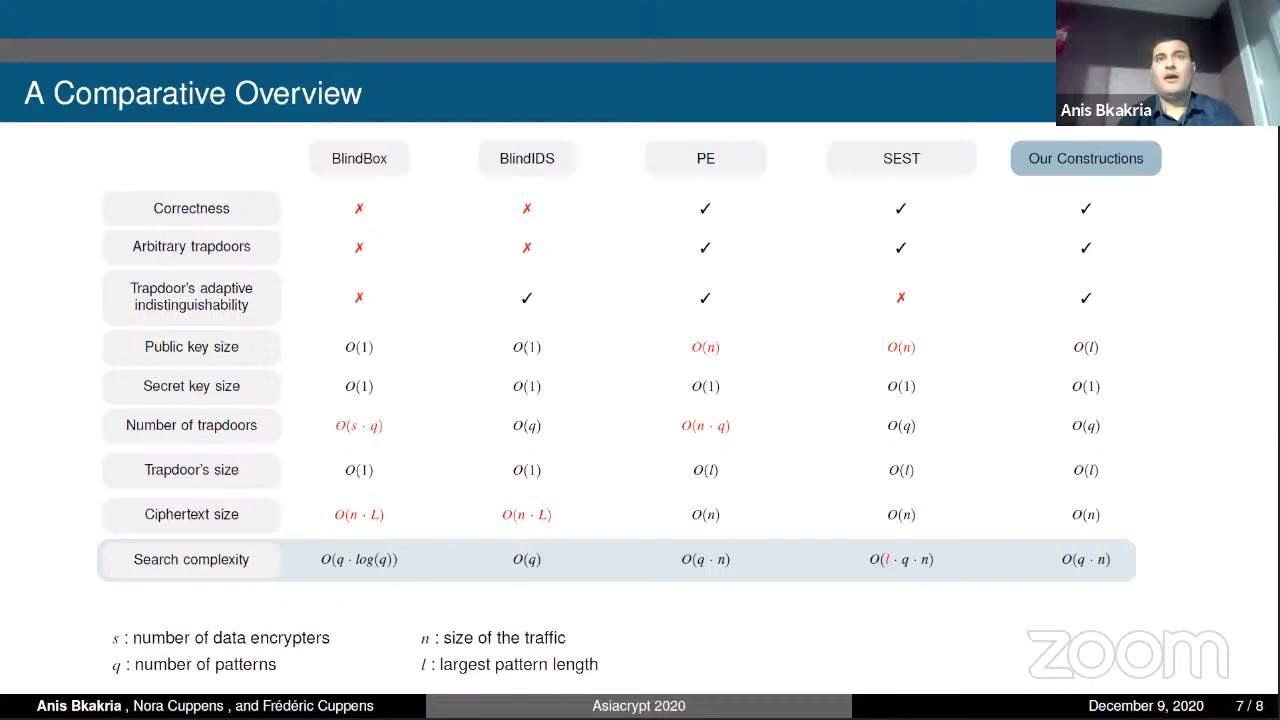 A Comparative Overview
Anis Bkakria
BlindBox BlindIDS PE SEST Our Constructions
Correctness ✗ ✗ ✓ ✓ ✓
Arbitrary trapdoors ✗ ✗ ✓ ✓ ✓
Trapdoor's adaptive
indistinguishability ✗ ✓ ✓ ✗ ✓
Public key size O(1) O(1) O(n) O(n) O(l)
Secret key size O(1) O(1) O(1) O(1) O(1)
Number of trapdoors O(s · q) O(q) O(n · q) O(q) O(q)
Trapdoor's size O(1) O(1) O(l) O(l) O(l)
Ciphertext size O(n · L) O(n · L) O(n) O(n) O(n)
Search complexity O(q · log(q)) O(q) O(q · n) O(l · q · n) O(q · n)
s : number of data encrypters n : size of the traffic
q : number of patterns l : largest pattern length
zoom
Anis Bkakria , Nora Cuppens , and Frédéric Cuppens Asiacrypt 2020 December 9, 2020 7 / 8